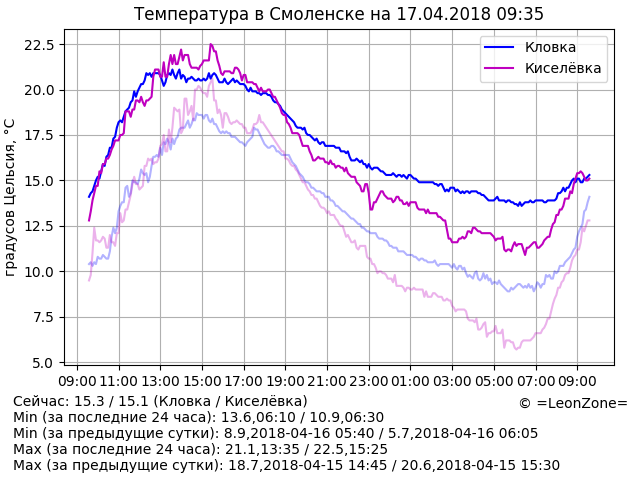 Температура в Смоленске на 17.04.2018 09:35
Кловка
Киселёвка
градусов Цельсия, °C
22.5
20.0
17.5
15.0
12.5
10.0
7.5
5.0
09:00 11:00 13:00 15:00 17:00 19:00 21:00 23:00 01:00 03:00 05:00 07:00 09:00
Сейчас: 15.3 / 15.1 (Кловка / Киселёвка)
© =LeonZone=
Min (за последние 24 часа): 13.6,06:10 / 10.9,06:30
Min (за предыдущие сутки): 8.9,2018-04-16 05:40 / 5.7,2018-04-16 06:05
Max (за последние 24 часа): 21.1,13:35 / 22.5,15:25
Max (за предыдущие сутки): 18.7,2018-04-15 14:45 / 20.6,2018-04-15 15:30